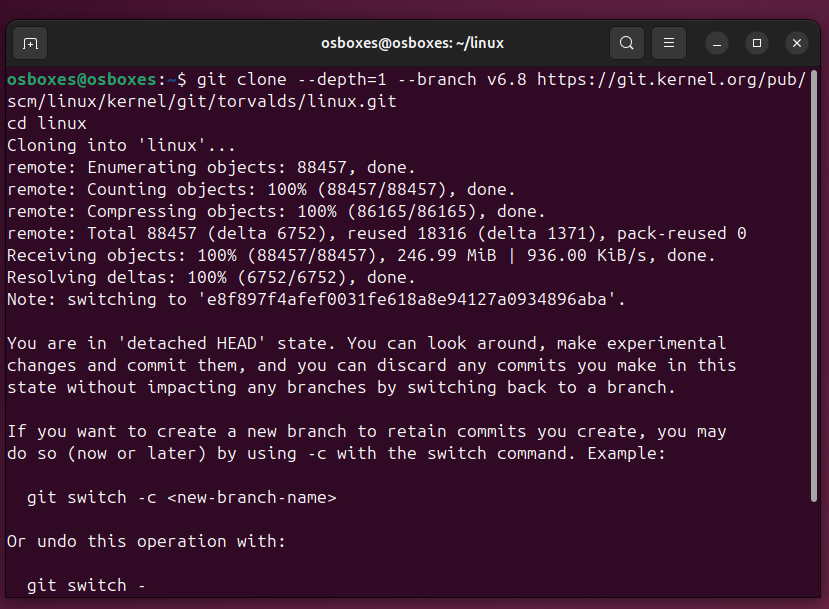 osboxes@osboxes: ~/linux
osboxes@osboxes:~$ git clone --depth=1 --branch v6.8 https://git.kernel.org/pub/
scm/linux/kernel/git/torvalds/linux.git
cd linux
Cloning into 'linux'...
remote: Enumerating objects: 88457, done.
remote: Counting objects: 100% (88457/88457), done.
remote: Compressing objects: 100% (86165/86165), done.
remote: Total 88457 (delta 6752), reused 18316 (delta 1371), pack-reused 0
Receiving objects: 100% (88457/88457), 246.99 MiB | 936.00 KiB/s, done.
Resolving deltas: 100% (6752/6752), done.
Note: switching to 'e8f897f4afef0031fe618a8e94127a0934896aba'.
You are in 'detached HEAD' state. You can look around, make experimental
changes and commit them, and you can discard any commits you make in this
state without impacting any branches by switching back to a branch.
If you want to create a new branch to retain commits you create, you may
do so (now or later) by using -c with the switch command. Example:
git switch -c <new-branch-name>
Or undo this operation with:
git switch -